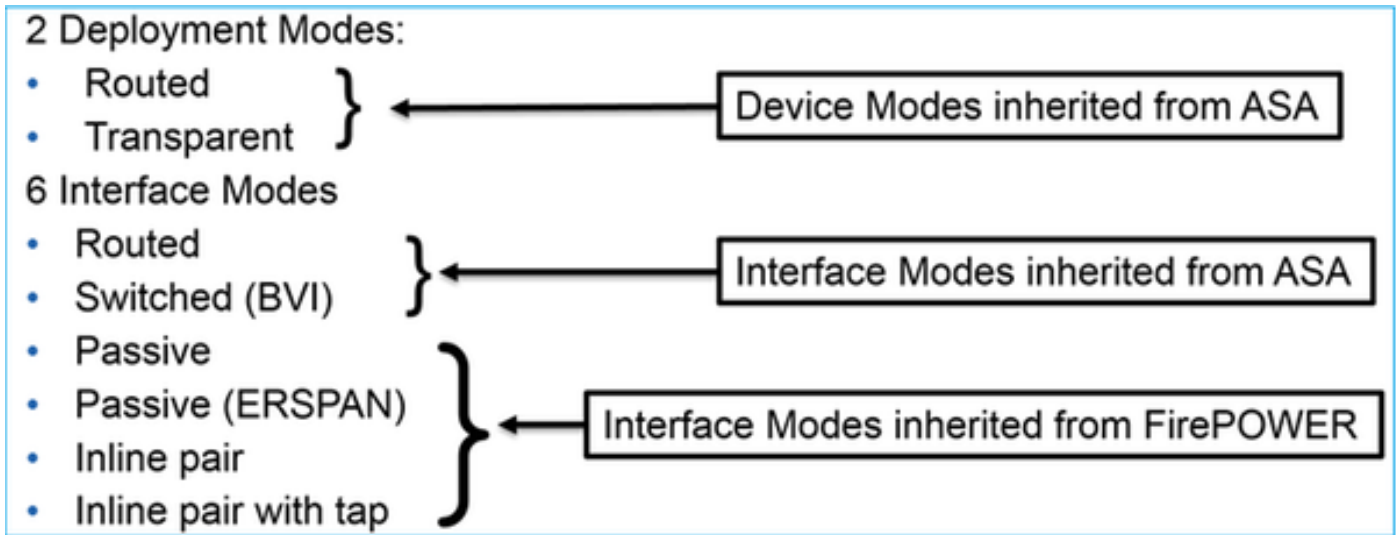 2 Deployment Modes:
• Routed
• Transparent
Device Modes inherited from ASA
6 Interface Modes
• Routed
• Switched (BVI)
Interface Modes inherited from ASA
• Passive
• Passive (ERSPAN)
• Inline pair
• Inline pair with tap
Interface Modes inherited from FirePOWER